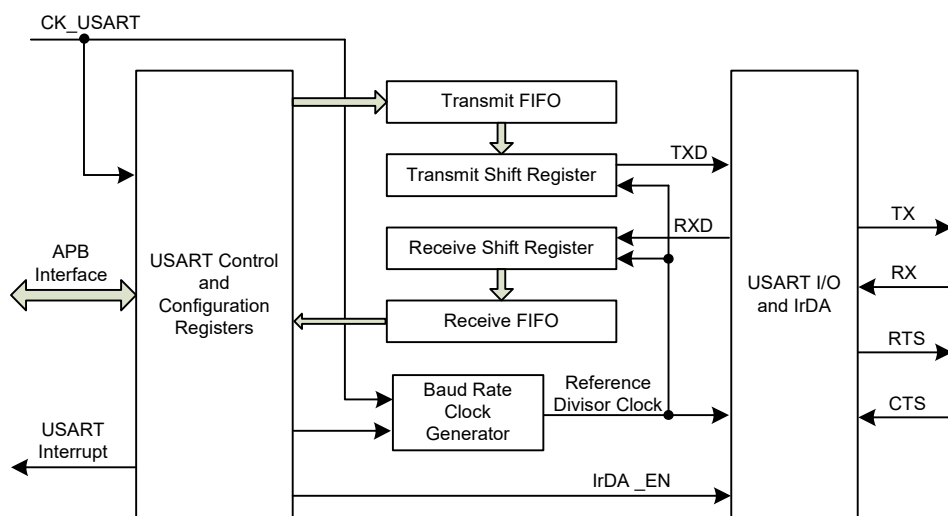 CK_USART
Transmit FIFO
TXD
Transmit Shift Register
TX
RXD
Receive Shift Register
APB
Interface
USART Control
and
Configuration
Registers
USART I/O
and IrDA
RX
Receive FIFO
RTS
Baud Rate
Clock
Generator
Reference
Divisor Clock
CTS
USART
Interrupt
IrDA _EN